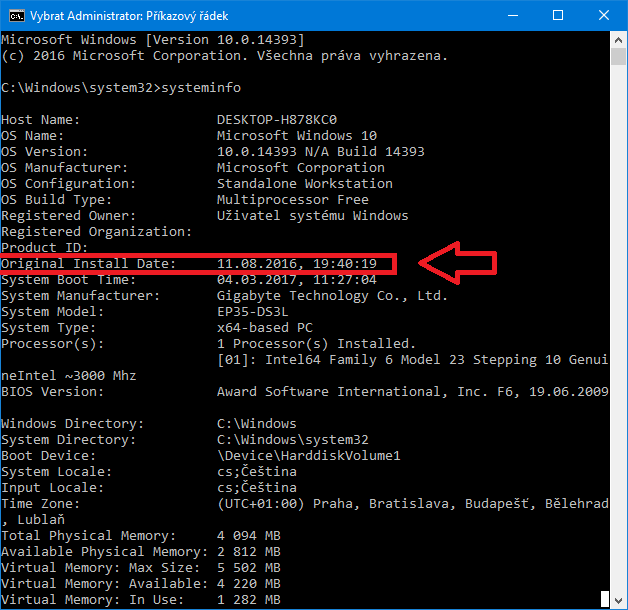 Vybrat Administrator: Příkazový řádek
Microsoft Windows [Version 10.0.14393]
(c) 2016 Microsoft Corporation. Všechna práva vyhrazena.
C:\Windows\system32>systeminfo
Host Name: DESKTOP-H878KC0
OS Name: Microsoft Windows 10
OS Version: 10.0.14393 N/A Build 14393
OS Manufacturer: Microsoft Corporation
OS Configuration: Standalone Workstation
OS Build Type: Multiprocessor Free
Registered Owner: Uživatel systému Windows
Registered Organization:
Product ID:
Original Install Date: 11.08.2016, 19:40:19
System Boot Time: 04.03.2017, 11:27:04
System Manufacturer: Gigabyte Technology Co., Ltd.
System Model: EP35-DS3L
System Type: x64-based PC
Processor(s): 1 Processor(s) Installed.
[01]: Intel64 Family 6 Model 23 Stepping 10 Genui
neIntel ~3000 Mhz
BIOS Version: Award Software International, Inc. F6, 19.06.2009
Windows Directory: C:\Windows
System Directory: C:\Windows\system32
Boot Device: \Device\HarddiskVolume1
System Locale: cs;Čeština
Input Locale: cs;Čeština
Time Zone: (UTC+01:00) Praha, Bratislava, Budapešť, Bělehrad
, Lublaň
Total Physical Memory: 4 094 MB
Available Physical Memory: 2 812 MB
Virtual Memory: Max Size: 5 502 MB
Virtual Memory: Available: 4 220 MB
Virtual Memory: In Use: 1 282 MB